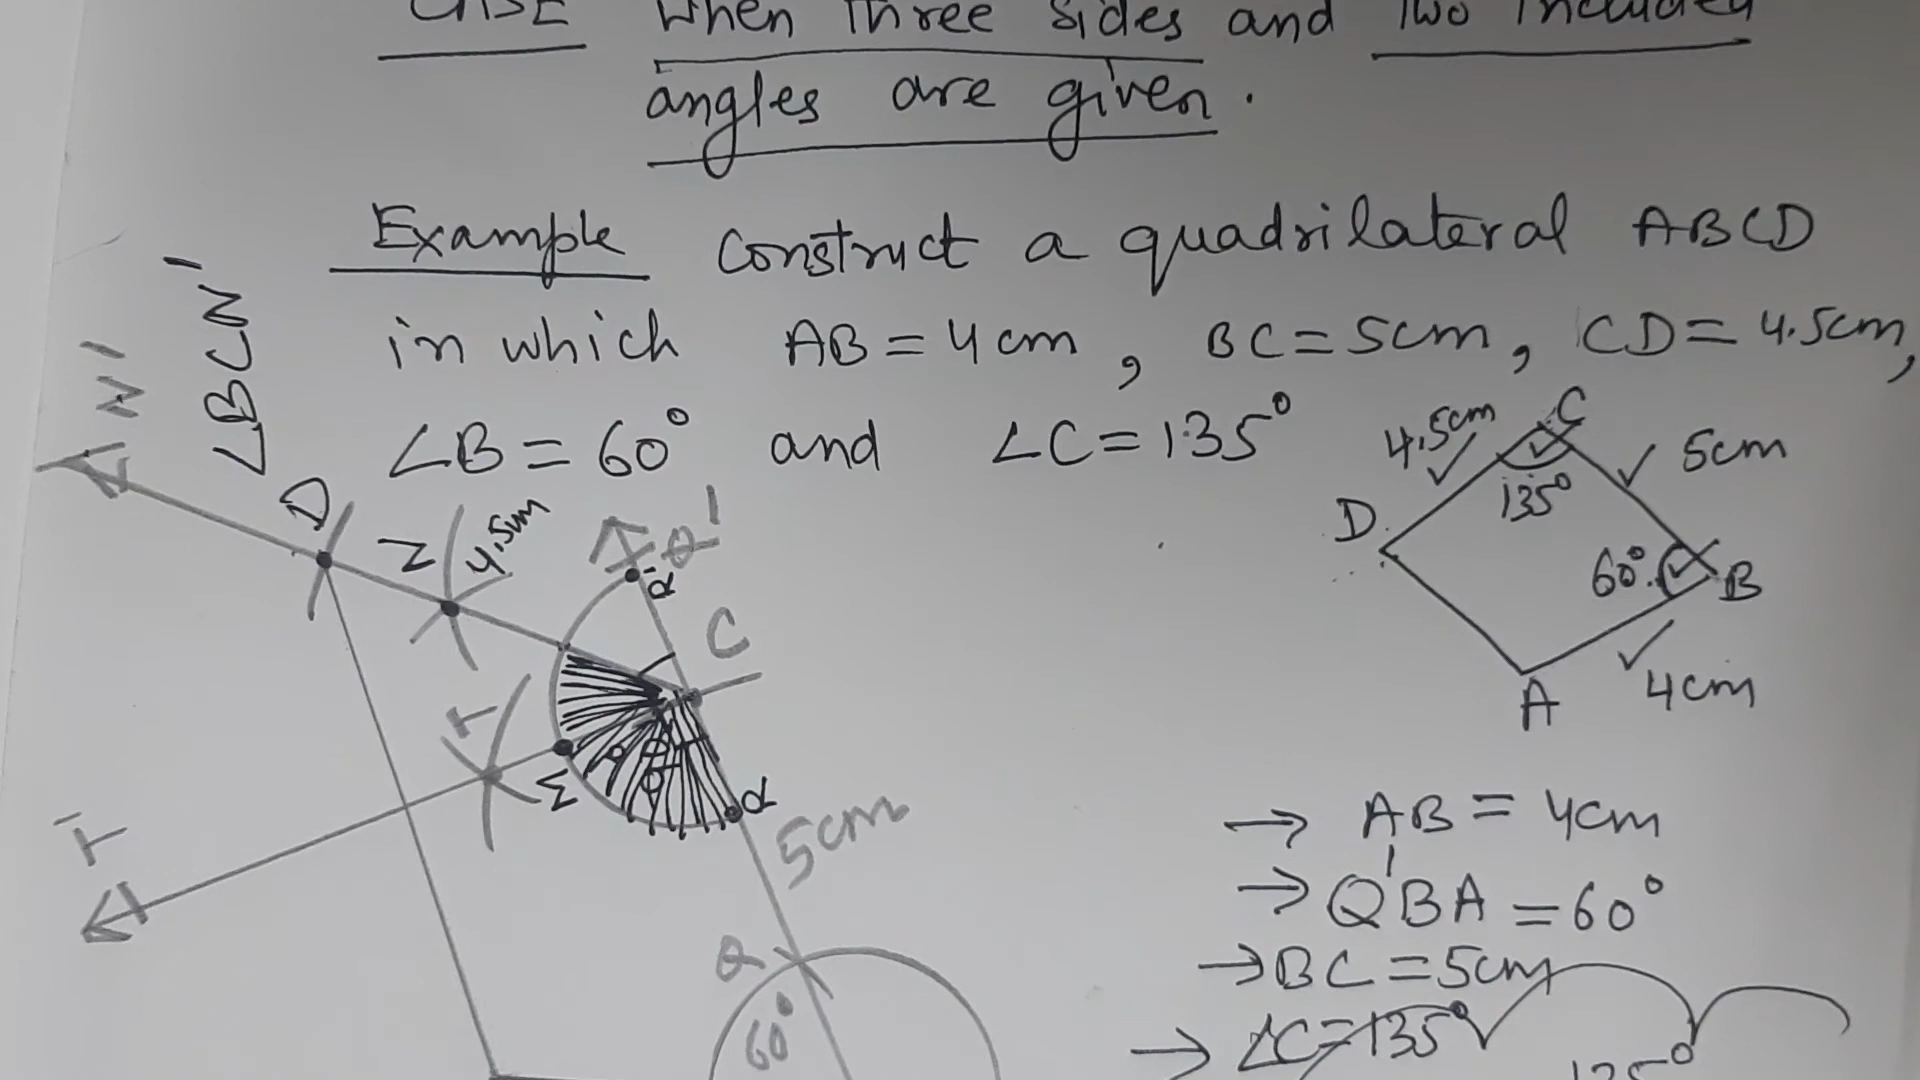 CASE When Three sides and Two included
angles are given.
Example Construct a quadrilateral ABCD
in which AB = 4 cm, BC = 5cm, CD = 4.5cm,
∠B = 60° and ∠C = 135°
N'
∠BCN'
D
N
4.5cm
Q'
C
T
M
5cm
T'
Q
60°
4.5cm
C
5cm
135°
D
60°
B
A
4cm
→ AB = 4cm
→ Q'BA = 60°
→ BC = 5cm
→ ∠C = 135°
135°